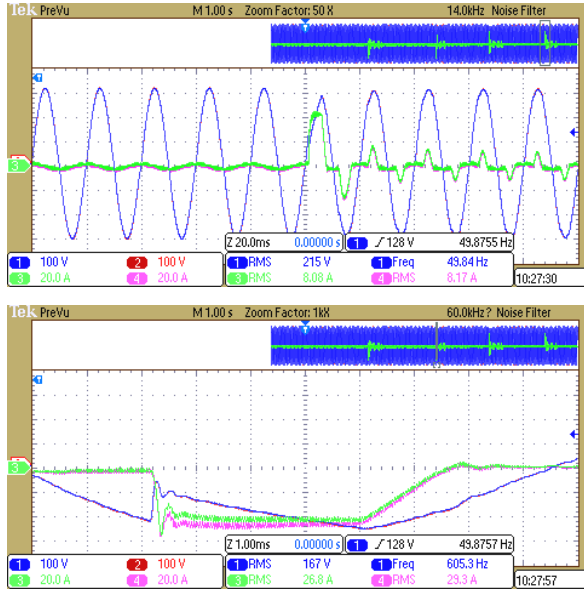 Tek PreVu M 1.00 s Zoom Factor: 50 X 14.0kHz Noise Filter
Z 20.0ms 0.00000 s 1 128 V 49.8755 Hz
1 100 V 2 100 V 1 RMS 215 V 1 Freq 49.84 Hz
3 20.0 A 4 20.0 A 3 RMS 8.08 A 4 RMS 8.17 A 10:27:30
Tek PreVu M 1.00 s Zoom Factor: 1kX 60.0kHz? Noise Filter
Z 1.00ms 0.00000 s 1 128 V 49.8757 Hz
1 100 V 2 100 V 1 RMS 167 V 1 Freq 605.3 Hz
3 20.0 A 4 20.0 A 3 RMS 26.8 A 4 RMS 29.3 A 10:27:57